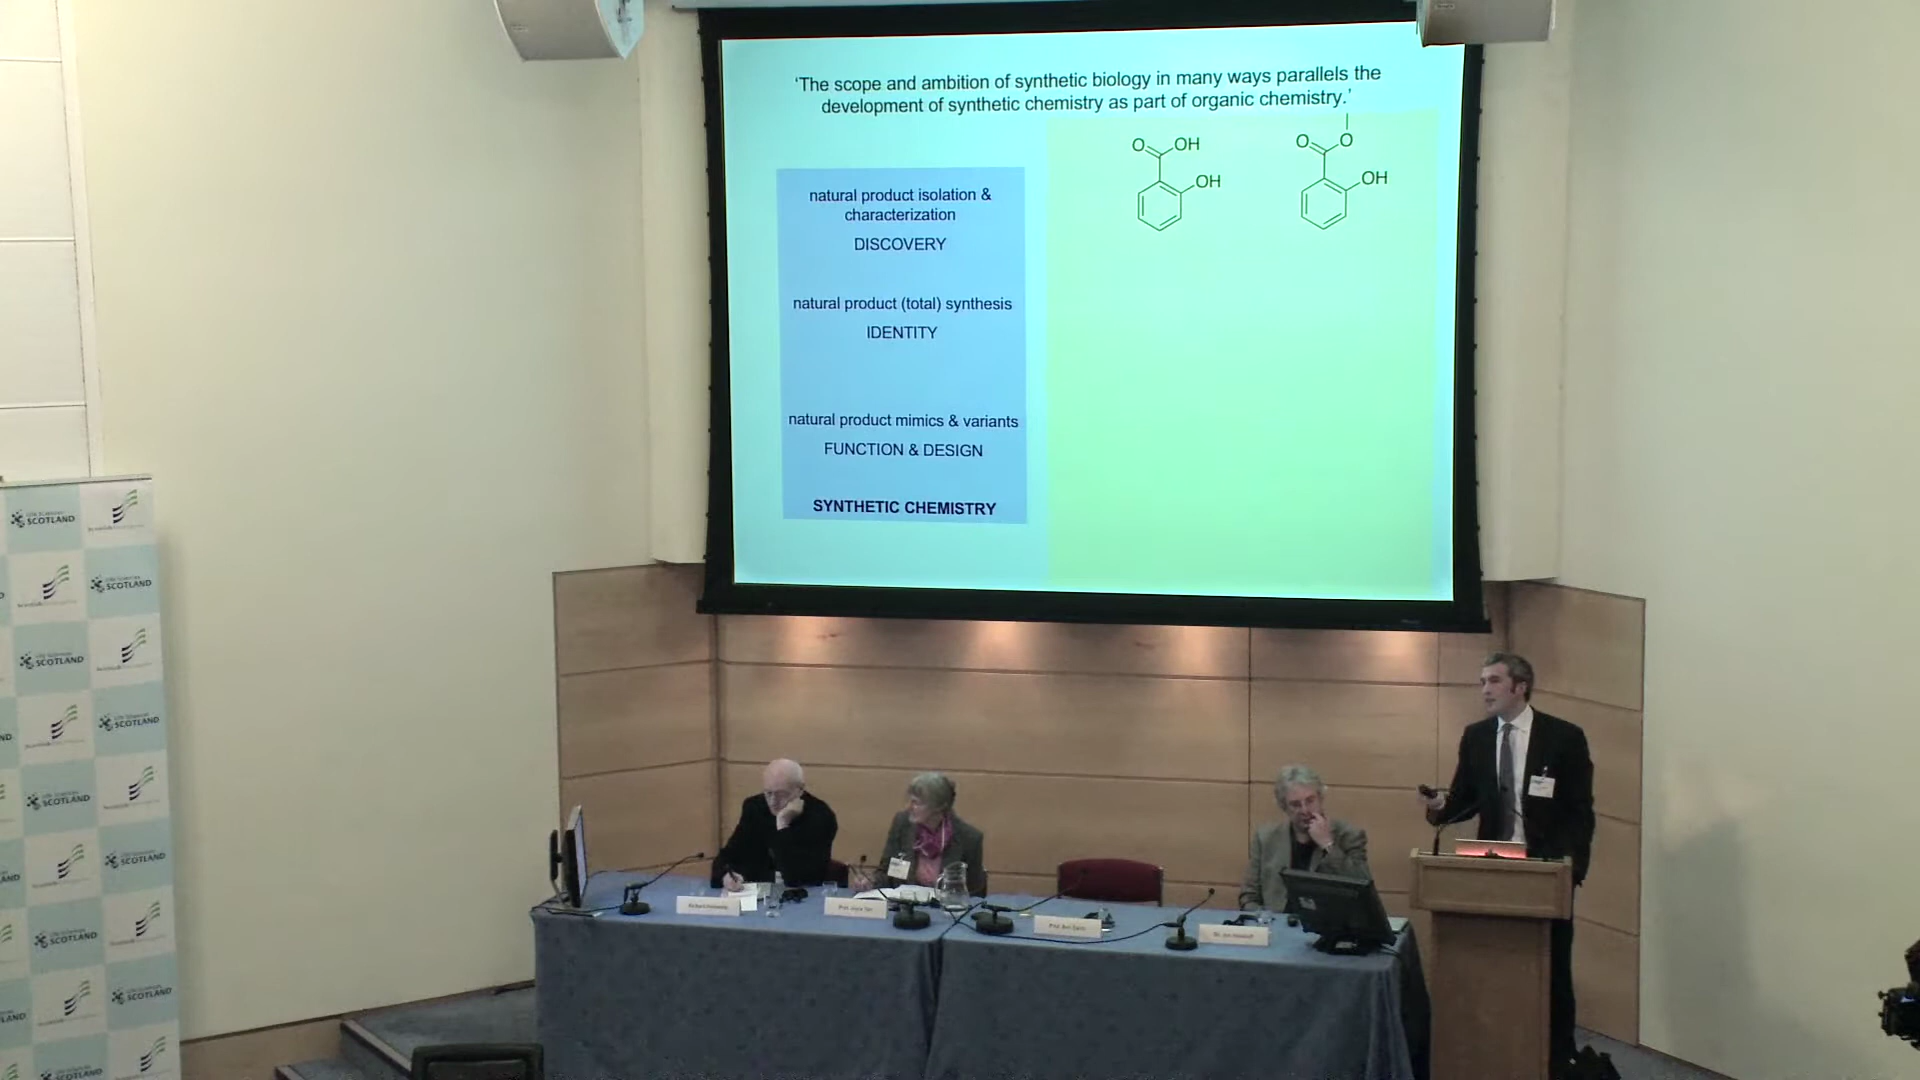 ‘The scope and ambition of synthetic biology in many ways parallels the
development of synthetic chemistry as part of organic chemistry.’
O
OH
OH
O
O
OH
natural product isolation &
characterization
DISCOVERY
natural product (total) synthesis
IDENTITY
natural product mimics & variants
FUNCTION & DESIGN
SYNTHETIC CHEMISTRY
SCOTLAND
SCOTLAND
SCOTLAND
SCOTLAND
SCOTLAND
SCOTLAND
SCOTLAND
SCOTLAND
SCOTLAND